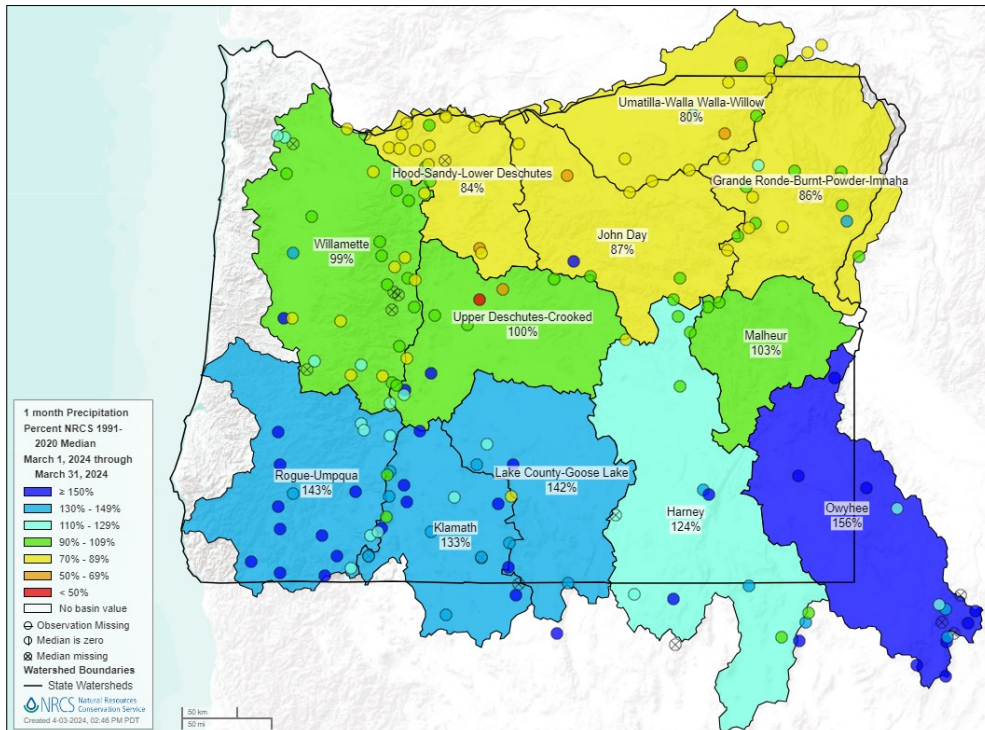 Umatilla-Walla Walla-Willow
80%
Hood-Sandy-Lower Deschutes
84%
Grande Ronde-Burnt-Powder-Imnaha
86%
Willamette
99%
John Day
87%
Upper Deschutes-Crooked
100%
Malheur
103%
Rogue-Umpqua
143%
Lake County-Goose Lake
142%
Klamath
133%
Harney
124%
Owyhee
156%
1 month Precipitation
Percent NRCS 1991-
2020 Median
March 1, 2024 through
March 31, 2024
≥ 150%
130% - 149%
110% - 129%
90% - 109%
70% - 89%
50% - 69%
< 50%
No basin value
Observation Missing
Median is zero
Median missing
Watershed Boundaries
State Watersheds
NRCS Natural Resources
Conservation Service
Created 4-03-2024, 02:46 PM PDT
50 km
50 mi